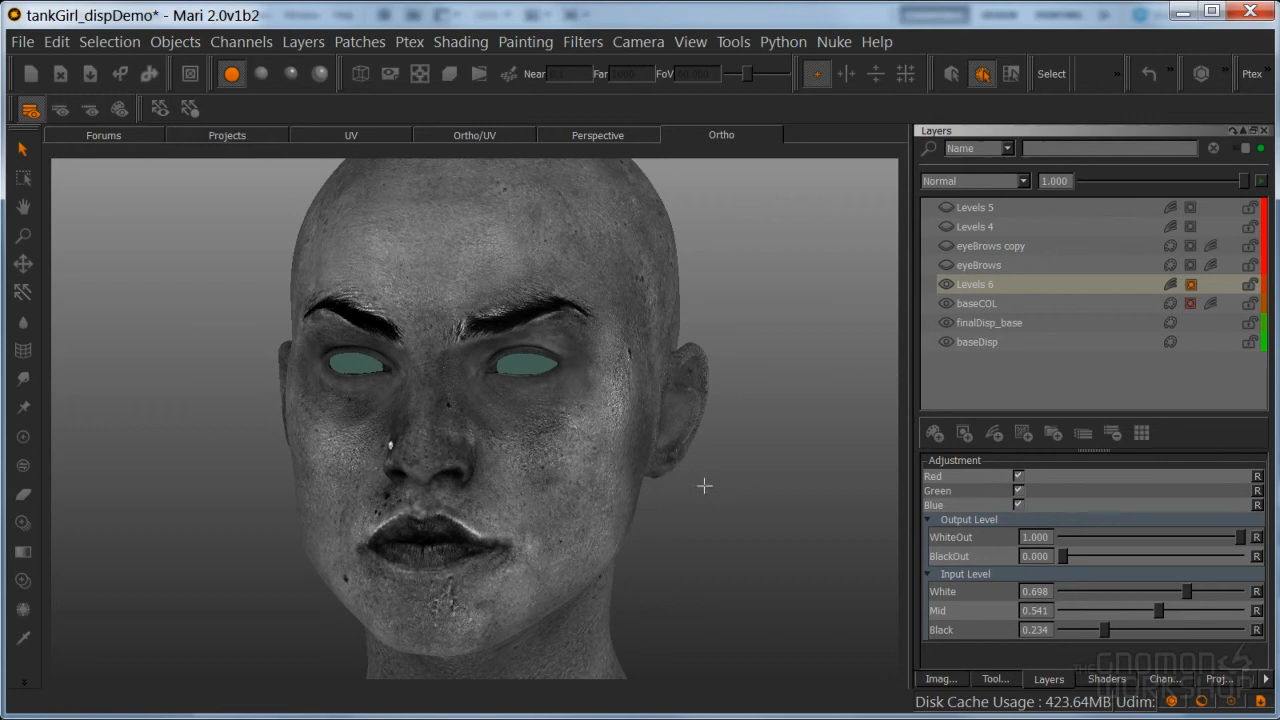 tankGirl_dispDemo* - Mari 2.0v1b2
File Edit Selection Objects Channels Layers Patches Ptex Shading Painting Filters Camera View Tools Python Nuke Help
Near Far FoV Select » » Ptex »
Forums Projects UV Ortho/UV Perspective Ortho
Layers
Name
Normal 1.000
Levels 5
Levels 4
eyeBrows copy
eyeBrows
Levels 6
baseCOL
finalDisp_base
baseDisp
Adjustment
Red R
Green R
Blue R
Output Level
WhiteOut 1.000 R
BlackOut 0.000 R
Input Level
White 0.698 R
Mid 0.541 R
Black 0.234 R
THE GNOMON WORKSHOP
Imag... Tool... Layers Shaders Chan... Proj...
Disk Cache Usage : 423.64MB Udim: